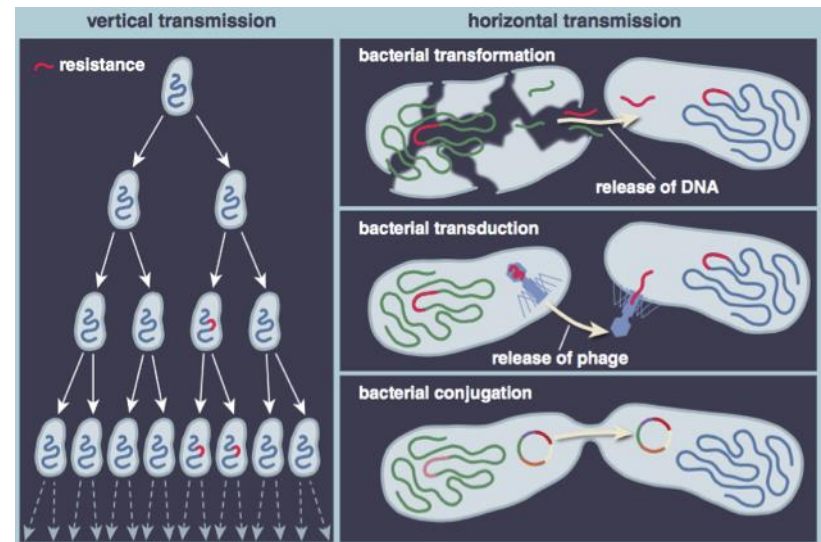 vertical transmission
resistance
horizontal transmission
bacterial transformation
release of DNA
bacterial transduction
release of phage
bacterial conjugation